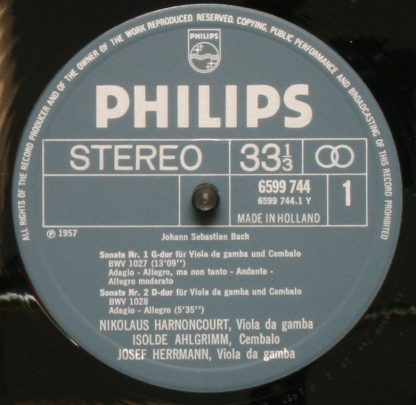 ALL RIGHTS OF THE RECORD PRODUCER AND OF THE OWNER OF THE WORK REPRODUCED RESERVED. COPYING, PUBLIC PERFORMANCE AND BROADCASTING OF THIS RECORD PROHIBITED
PHILIPS
PHILIPS
STEREO
33 1/3
6599 744
6599 744.1 Y
1
MADE IN HOLLAND
℗ 1957
Johann Sebastian Bach
Sonate Nr. 1 G-dur für Viola da gamba und Cembalo
BWV 1027 (13'09")
Adagio - Allegro, ma non tanto - Andante -
Allegro moderato
Sonate Nr. 2 D-dur für Viola da gamba und Cembalo
BWV 1028
Adagio - Allegro (5'35")
NIKOLAUS HARNONCOURT, Viola da gamba
ISOLDE AHLGRIMM, Cembalo
JOSEF HERRMANN, Viola da gamba